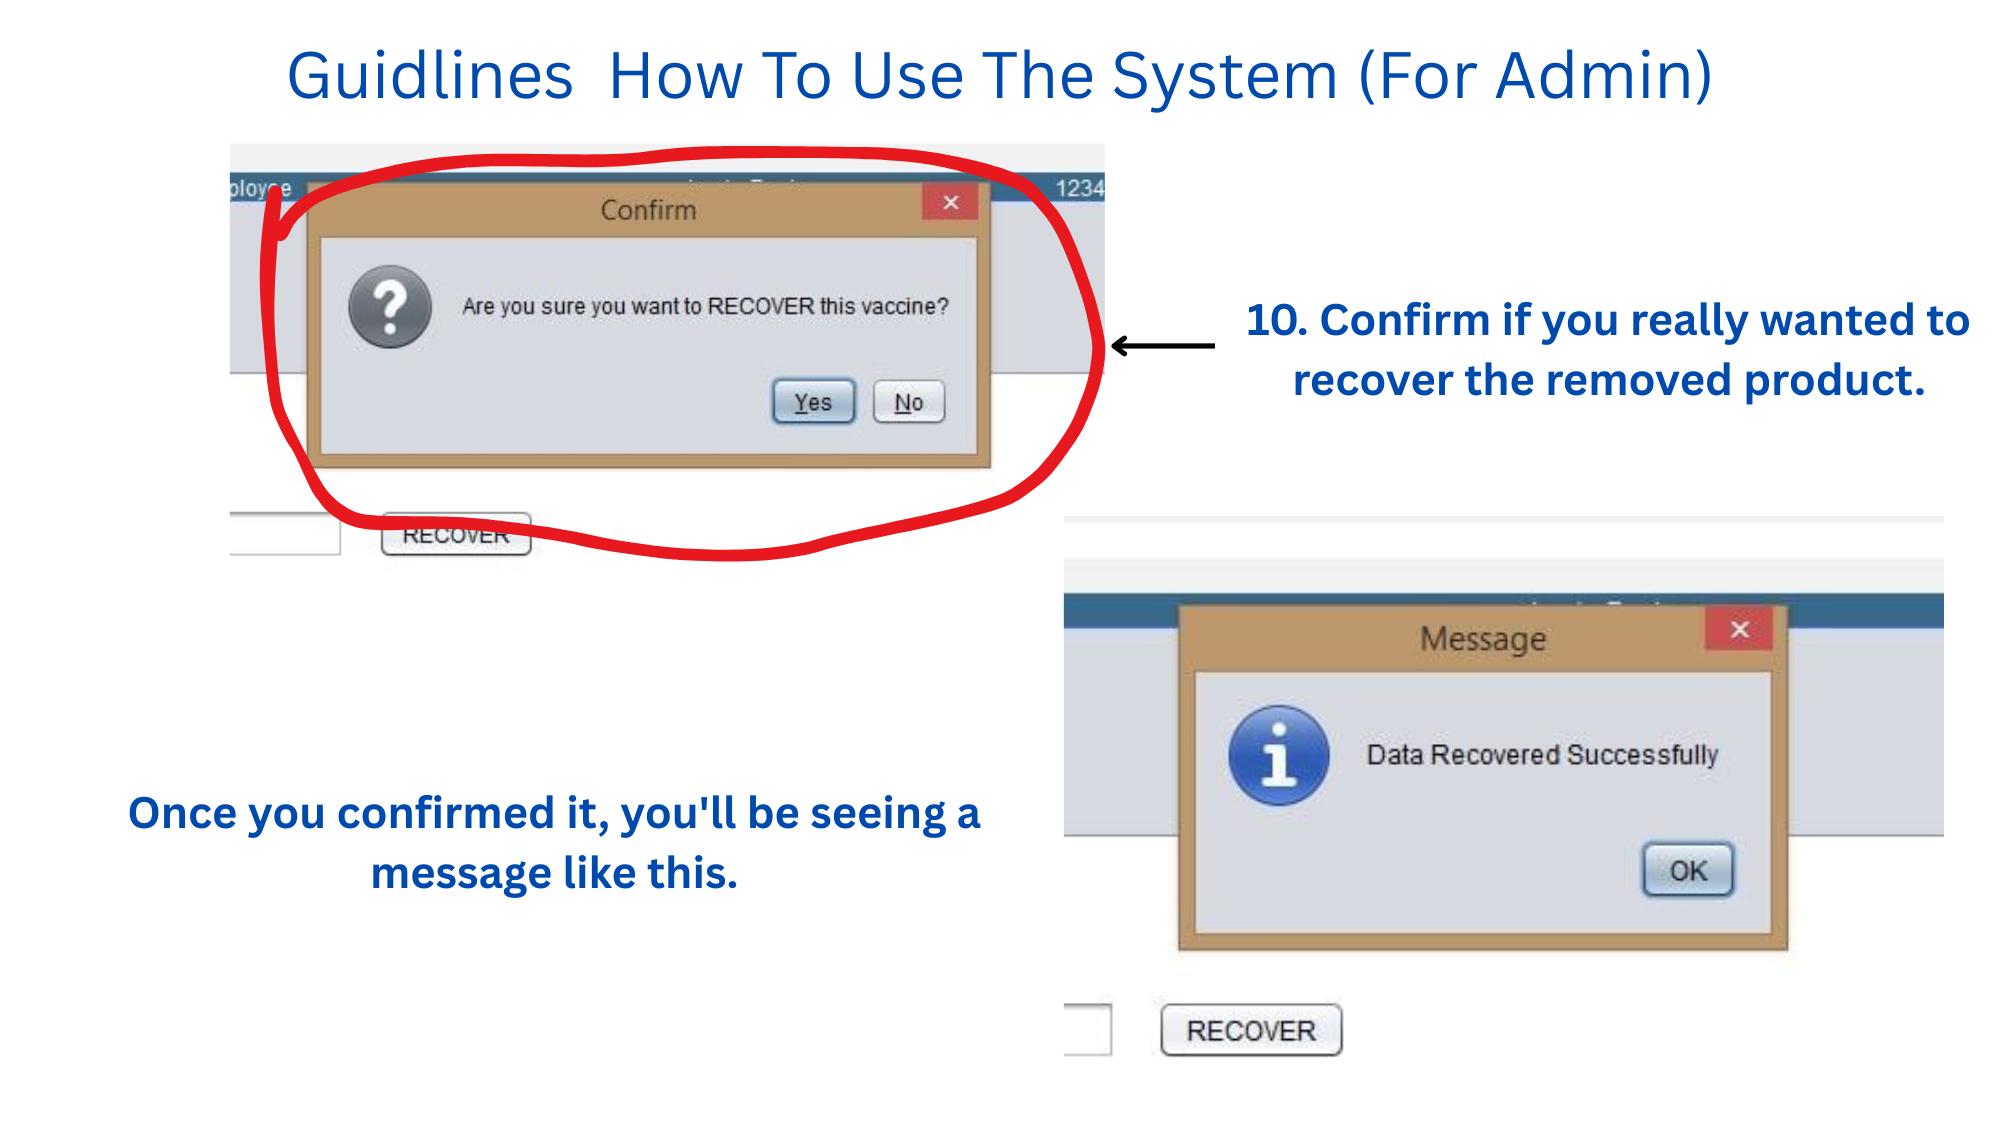 Guidlines  How To Use The System (For Admin)
ployee
1234
Confirm
Are you sure you want to RECOVER this vaccine?
Yes No
RECOVER
10. Confirm if you really wanted to
recover the removed product.
Once you confirmed it, you'll be seeing a
message like this.
Message
Data Recovered Successfully
OK
RECOVER